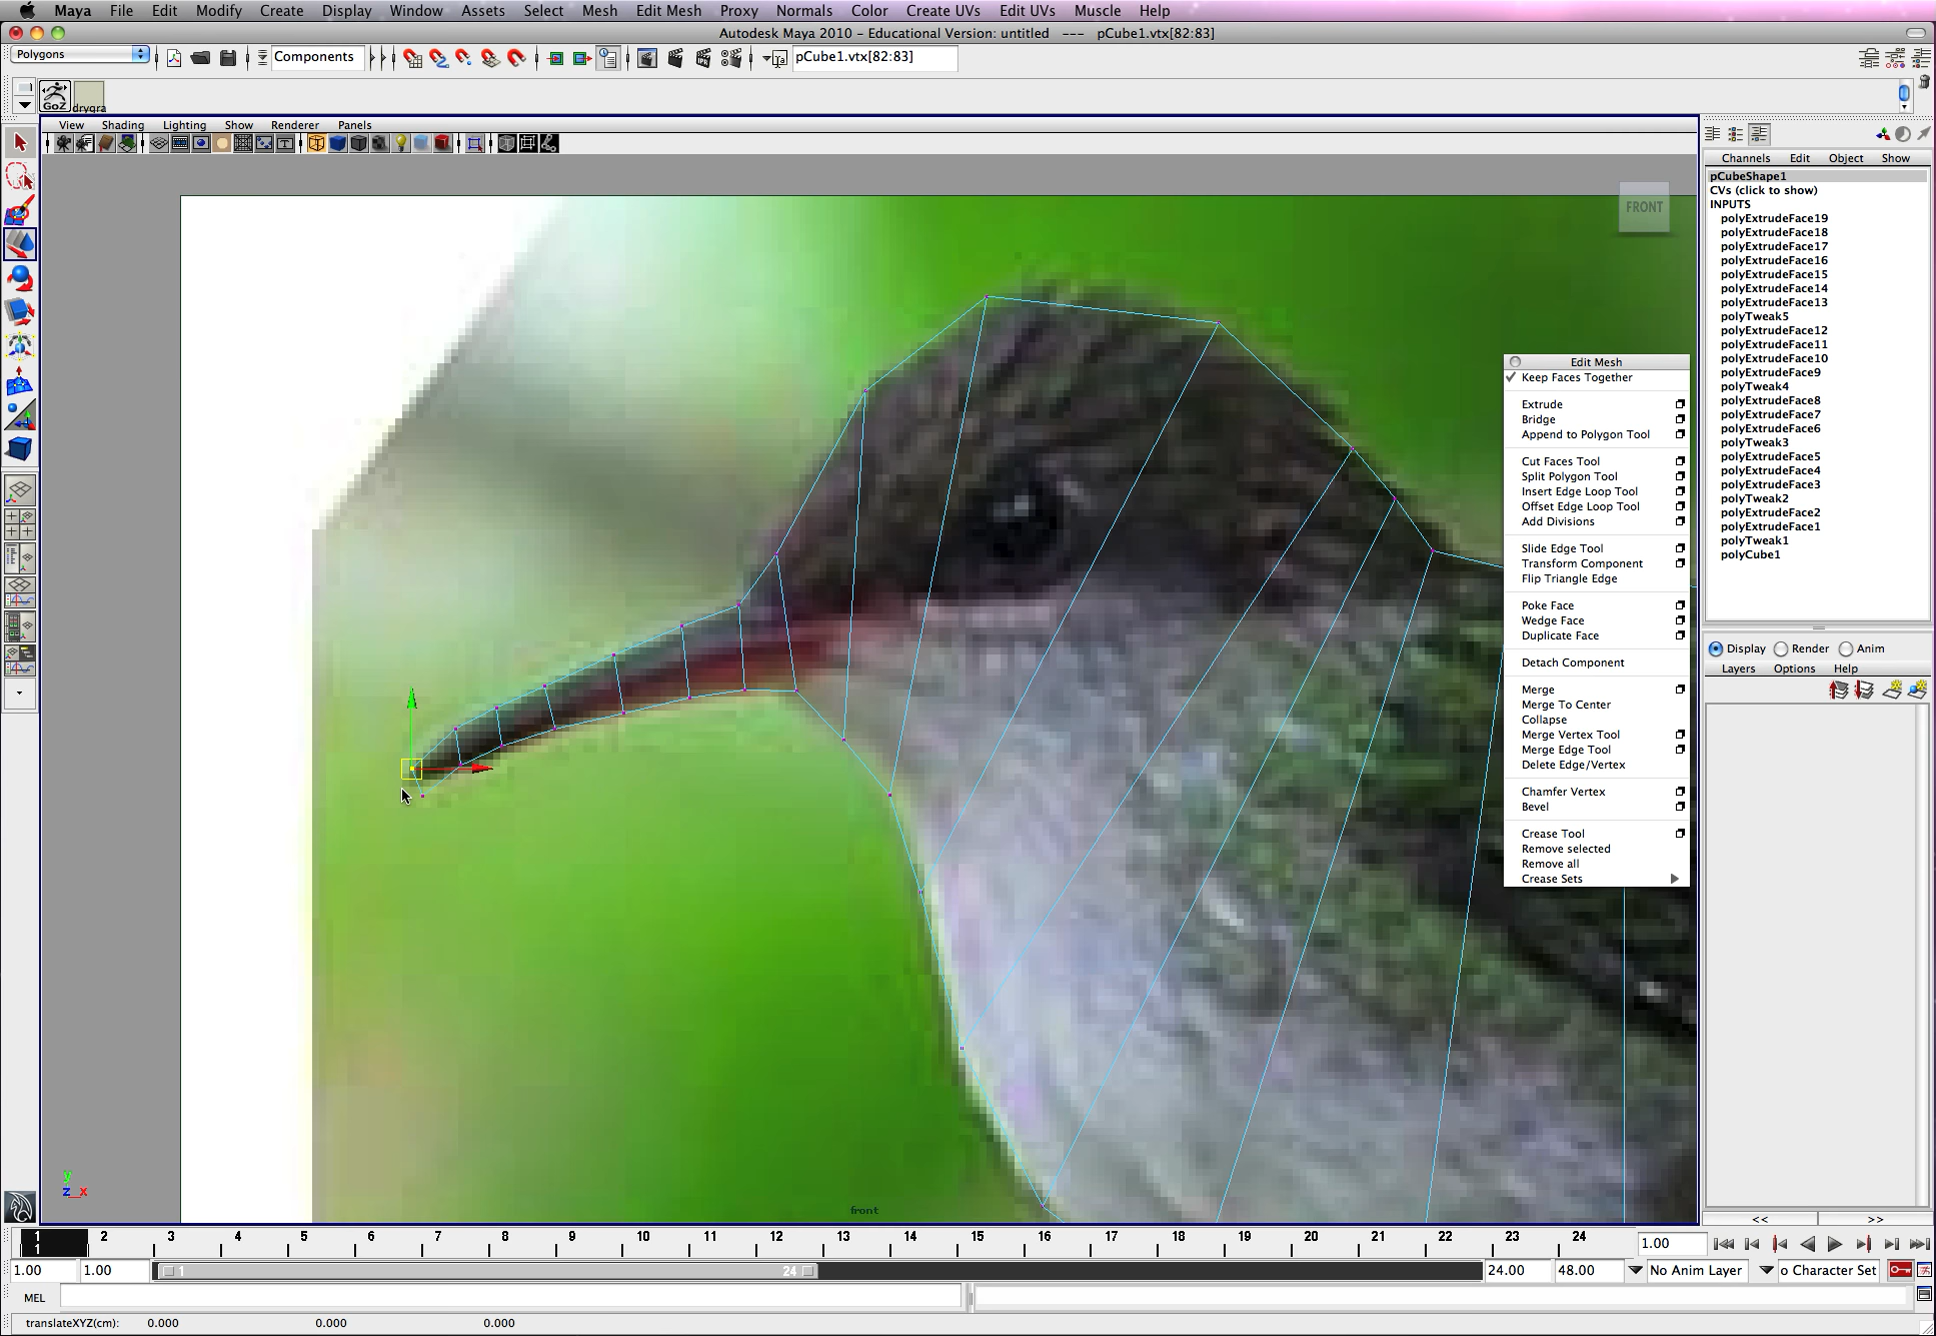 Maya File Edit Modify Create Display Window Assets Select Mesh Edit Mesh Proxy Normals Color Create UVs Edit UVs Muscle Help
Autodesk Maya 2010 - Educational Version: untitled --- pCube1.vtx[82:83]
Polygons
Components
pCube1.vtx[82:83]
GoZ
drygra
View Shading Lighting Show Renderer Panels
FRONT
Edit Mesh
Keep Faces Together
Extrude
Bridge
Append to Polygon Tool
Cut Faces Tool
Split Polygon Tool
Insert Edge Loop Tool
Offset Edge Loop Tool
Add Divisions
Slide Edge Tool
Transform Component
Flip Triangle Edge
Poke Face
Wedge Face
Duplicate Face
Detach Component
Merge
Merge To Center
Collapse
Merge Vertex Tool
Merge Edge Tool
Delete Edge/Vertex
Chamfer Vertex
Bevel
Crease Tool
Remove selected
Remove all
Crease Sets
Channels Edit Object Show
pCubeShape1
CVs (click to show)
INPUTS
polyExtrudeFace19
polyExtrudeFace18
polyExtrudeFace17
polyExtrudeFace16
polyExtrudeFace15
polyExtrudeFace14
polyExtrudeFace13
polyTweak5
polyExtrudeFace12
polyExtrudeFace11
polyExtrudeFace10
polyExtrudeFace9
polyTweak4
polyExtrudeFace8
polyExtrudeFace7
polyExtrudeFace6
polyTweak3
polyExtrudeFace5
polyExtrudeFace4
polyExtrudeFace3
polyTweak2
polyExtrudeFace2
polyExtrudeFace1
polyTweak1
polyCube1
Display Render Anim
Layers Options Help
<< >>
y
z x
front
1 2 3 4 5 6 7 8 9 10 11 12 13 14 15 16 17 18 19 20 21 22 23 24
1
1.00
1.00 1.00 1 24 24.00 48.00 No Anim Layer o Character Set
MEL
translateXYZ(cm): 0.000 0.000 0.000